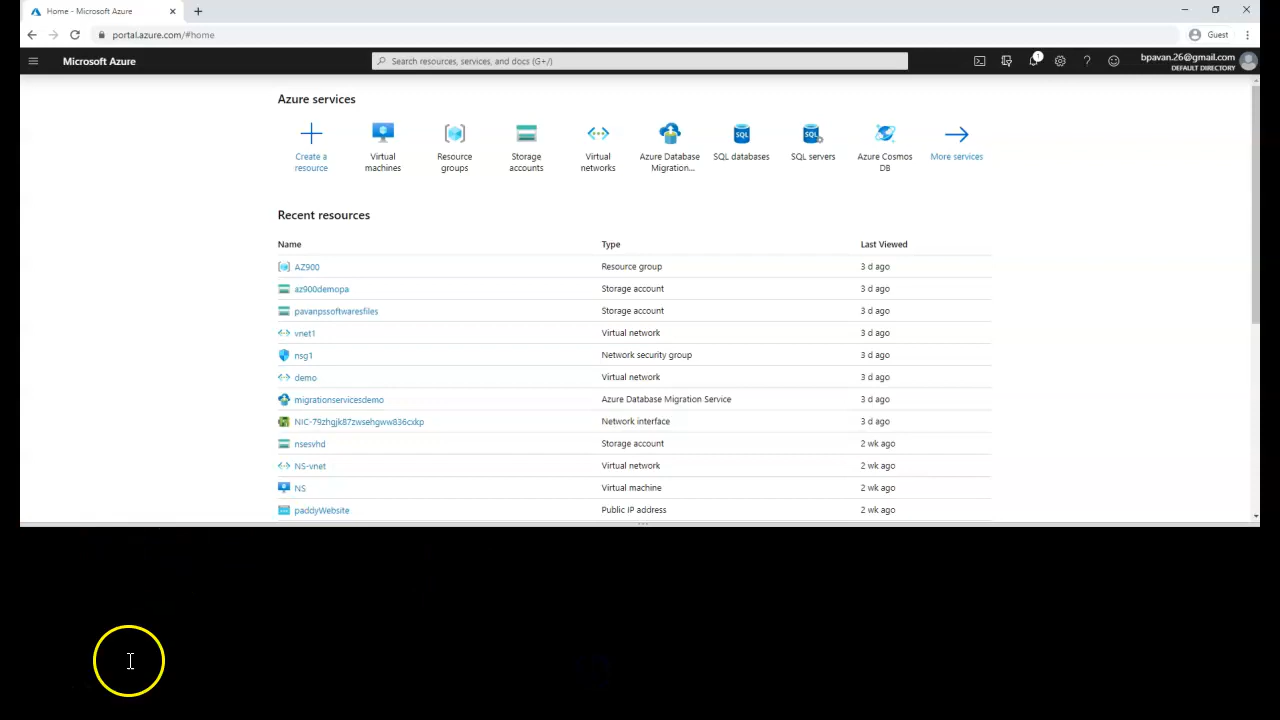 Home - Microsoft Azure
portal.azure.com/#home
Guest
Microsoft Azure
Search resources, services, and docs (G+/)
1
bpavan.26@gmail.com
DEFAULT DIRECTORY
Azure services
Create a resource
Virtual machines
Resource groups
Storage accounts
Virtual networks
Azure Database Migration...
SQL databases
SQL servers
Azure Cosmos DB
More services
Recent resources
Name Type Last Viewed
AZ900 Resource group 3 d ago
az900demopa Storage account 3 d ago
pavanpssoftwaresfiles Storage account 3 d ago
vnet1 Virtual network 3 d ago
nsg1 Network security group 3 d ago
demo Virtual network 3 d ago
migrationservicesdemo Azure Database Migration Service 3 d ago
NIC-79zhgjk87zwsehgww836cxkp Network interface 3 d ago
nsesvhd Storage account 2 wk ago
NS-vnet Virtual network 2 wk ago
NS Virtual machine 2 wk ago
paddyWebsite Public IP address 2 wk ago